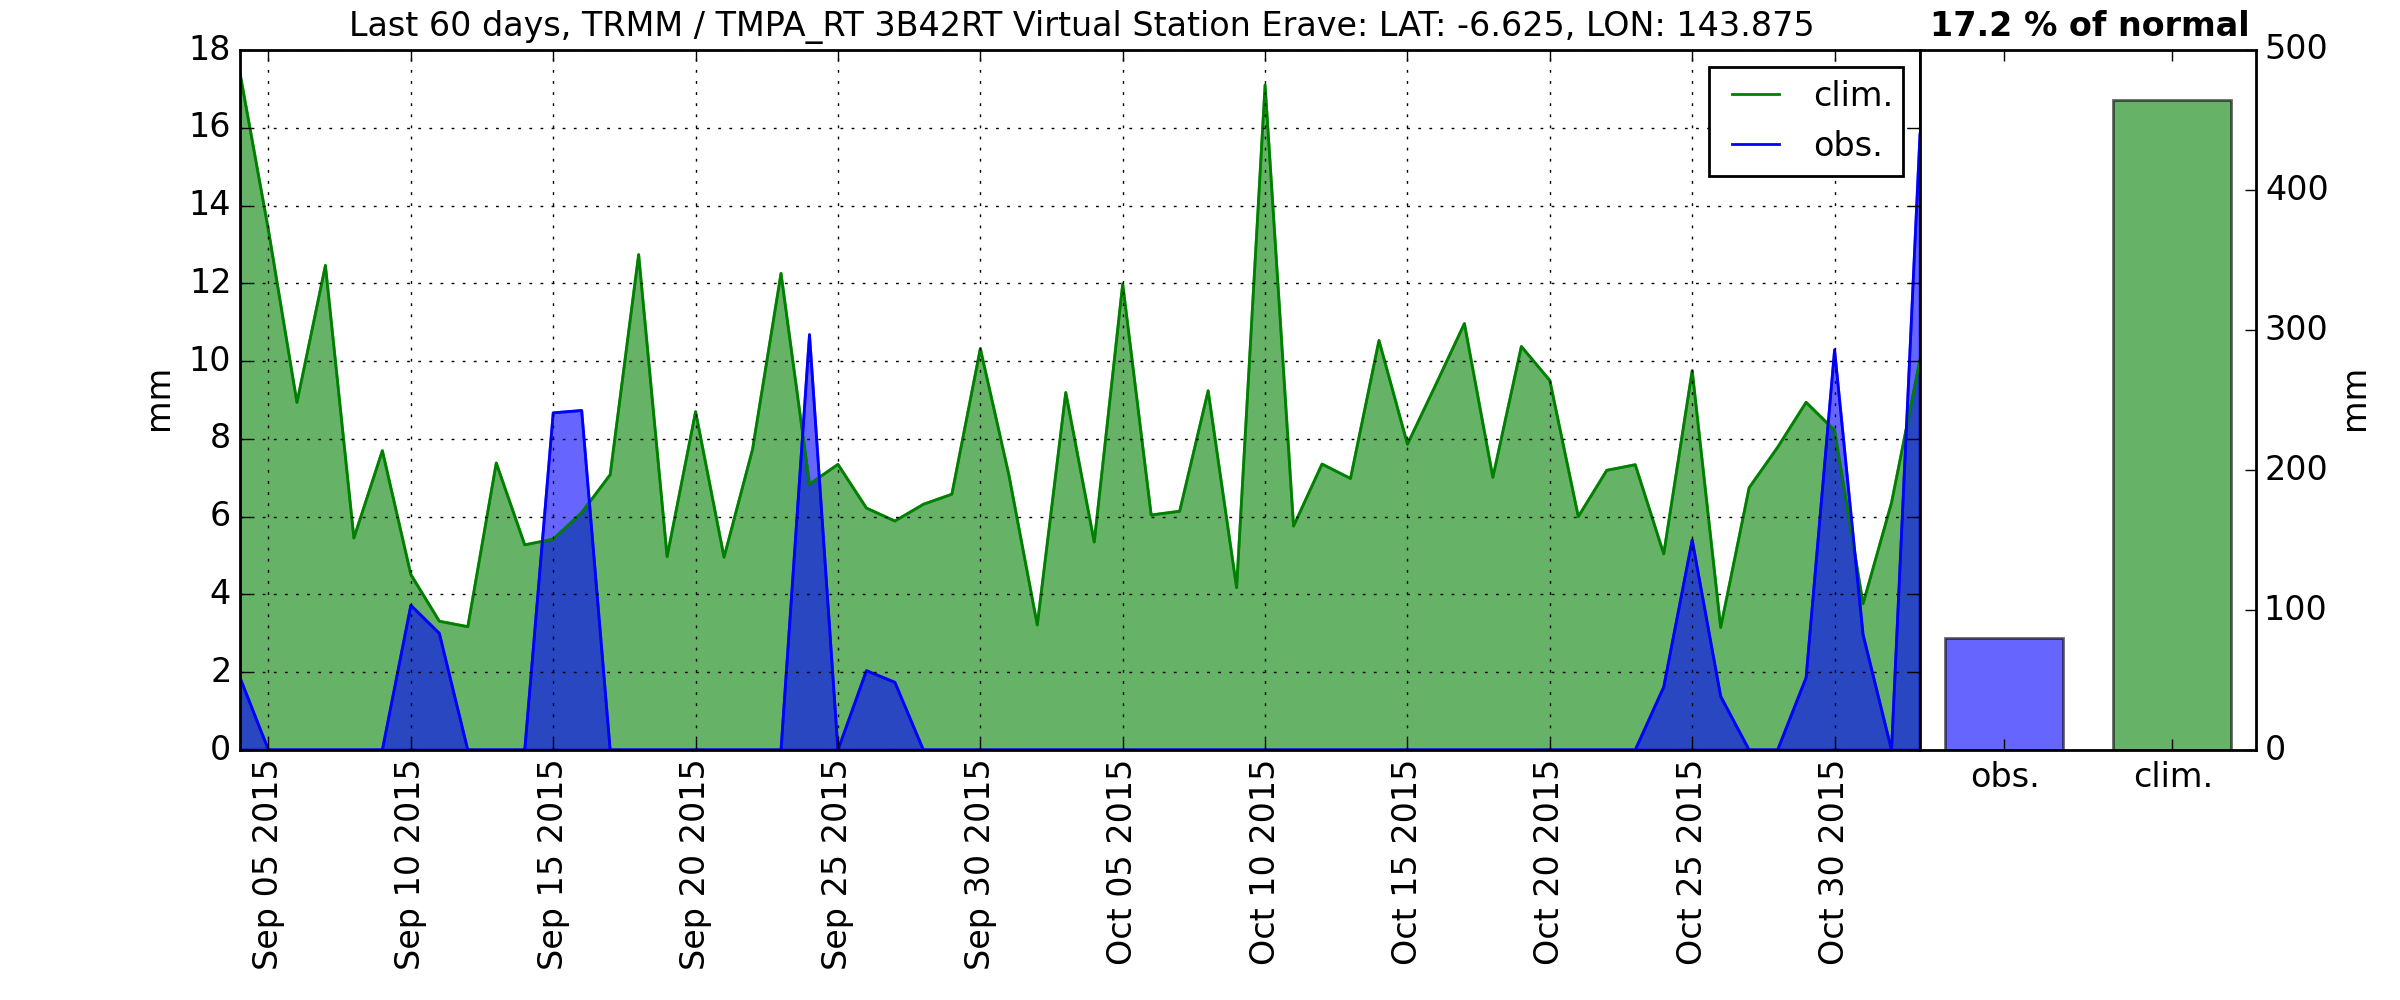 Last 60 days, TRMM / TMPA_RT 3B42RT Virtual Station Erave: LAT: -6.625, LON: 143.875
17.2 % of normal
18
16
14
12
10
8
6
4
2
0
mm
clim.
obs.
Sep 05 2015
Sep 10 2015
Sep 15 2015
Sep 20 2015
Sep 25 2015
Sep 30 2015
Oct 05 2015
Oct 10 2015
Oct 15 2015
Oct 20 2015
Oct 25 2015
Oct 30 2015
500
400
300
200
100
0
mm
obs.
clim.